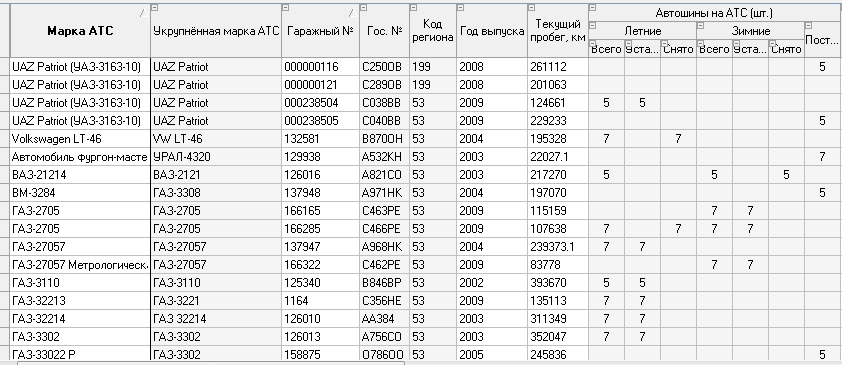 Автошины на АТС (шт.)
Марка АТС Укрупнённая марка АТС Гаражный № Гос. № Код региона Год выпуска Текущий пробег, км Летние Зимние Пост...
Всего Уста... Снято Всего Уста... Снято
UAZ Patriot (УАЗ-3163-10) UAZ Patriot 000000116 С250ОВ 199 2008 261112 5
UAZ Patriot (УАЗ-3163-10) UAZ Patriot 000000121 С289ОВ 199 2008 201063
UAZ Patriot (УАЗ-3163-10) UAZ Patriot 000238504 С038ВВ 53 2009 124661 5 5
UAZ Patriot (УАЗ-3163-10) UAZ Patriot 000238505 С040ВВ 53 2009 229233 5
Volkswagen LT-46 VW LT-46 132581 В870ОН 53 2004 195328 7 7
Автомобиль фургон-масте УРАЛ-4320 129938 А532КН 53 2003 22027.1 7
ВАЗ-21214 ВАЗ-2121 126016 А821СО 53 2003 217270 5 5 5
ВМ-3284 ГАЗ-3308 137948 А971НК 53 2004 197070 5
ГАЗ-2705 ГАЗ-2705 166165 С463РЕ 53 2009 115159 7 7
ГАЗ-2705 ГАЗ-2705 166285 С466РЕ 53 2009 107638 7 7 7 7
ГАЗ-27057 ГАЗ-27057 137947 А968НК 53 2004 239373.1 7 7
ГАЗ-27057 Метрологическа ГАЗ-27057 166322 С462РЕ 53 2009 83778 7 7
ГАЗ-3110 ГАЗ-3110 125340 В846ВР 53 2002 393670 5 5
ГАЗ-32213 ГАЗ-3221 1164 С356НЕ 53 2009 135113 7 7
ГАЗ-32214 ГАЗ 32214 126010 АА384 53 2003 311349 7 7
ГАЗ-3302 ГАЗ-3302 126013 А756СО 53 2003 352047 7 7
ГАЗ-33022 Р ГАЗ-3302 158875 О786ОО 53 2005 245836 5